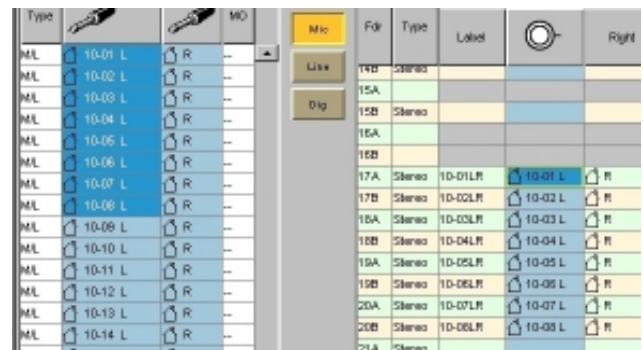 Type MO
M/L 10-01 L R --
M/L 10-02 L R --
M/L 10-03 L R --
M/L 10-04 L R --
M/L 10-05 L R --
M/L 10-06 L R --
M/L 10-07 L R --
M/L 10-08 L R --
M/L 10-09 L R --
M/L 10-10 L R --
M/L 10-11 L R --
M/L 10-12 L R --
M/L 10-13 L R --
M/L 10-14 L R --
Mic
Line
Dig
Fdr Type Label Right
14B Stereo
15A
15B Stereo
16A
16B
17A Stereo 10-01LR 10-01 L R
17B Stereo 10-02LR 10-02 L R
18A Stereo 10-03LR 10-03 L R
18B Stereo 10-04LR 10-04 L R
19A Stereo 10-05LR 10-05 L R
19B Stereo 10-06LR 10-06 L R
20A Stereo 10-07LR 10-07 L R
20B Stereo 10-08LR 10-08 L R
21A Stereo